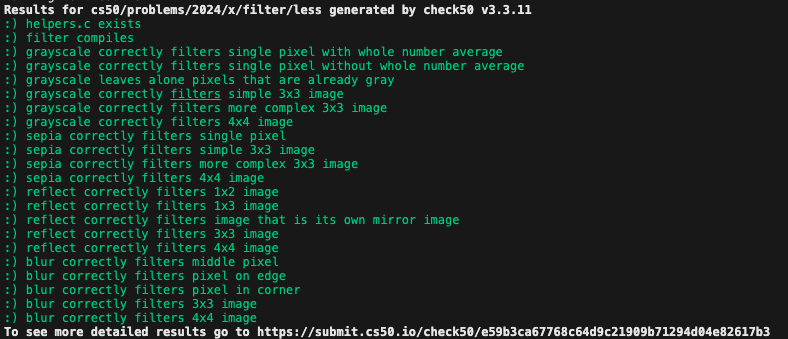 Results for cs50/problems/2024/x/filter/less generated by check50 v3.3.11
:) helpers.c exists
:) filter compiles
:) grayscale correctly filters single pixel with whole number average
:) grayscale correctly filters single pixel without whole number average
:) grayscale leaves alone pixels that are already gray
:) grayscale correctly filters simple 3x3 image
:) grayscale correctly filters more complex 3x3 image
:) grayscale correctly filters 4x4 image
:) sepia correctly filters single pixel
:) sepia correctly filters simple 3x3 image
:) sepia correctly filters more complex 3x3 image
:) sepia correctly filters 4x4 image
:) reflect correctly filters 1x2 image
:) reflect correctly filters 1x3 image
:) reflect correctly filters image that is its own mirror image
:) reflect correctly filters 3x3 image
:) reflect correctly filters 4x4 image
:) blur correctly filters middle pixel
:) blur correctly filters pixel on edge
:) blur correctly filters pixel in corner
:) blur correctly filters 3x3 image
:) blur correctly filters 4x4 image
To see more detailed results go to https://submit.cs50.io/check50/e59b3ca67768c64d9c21909b71294d04e82617b3